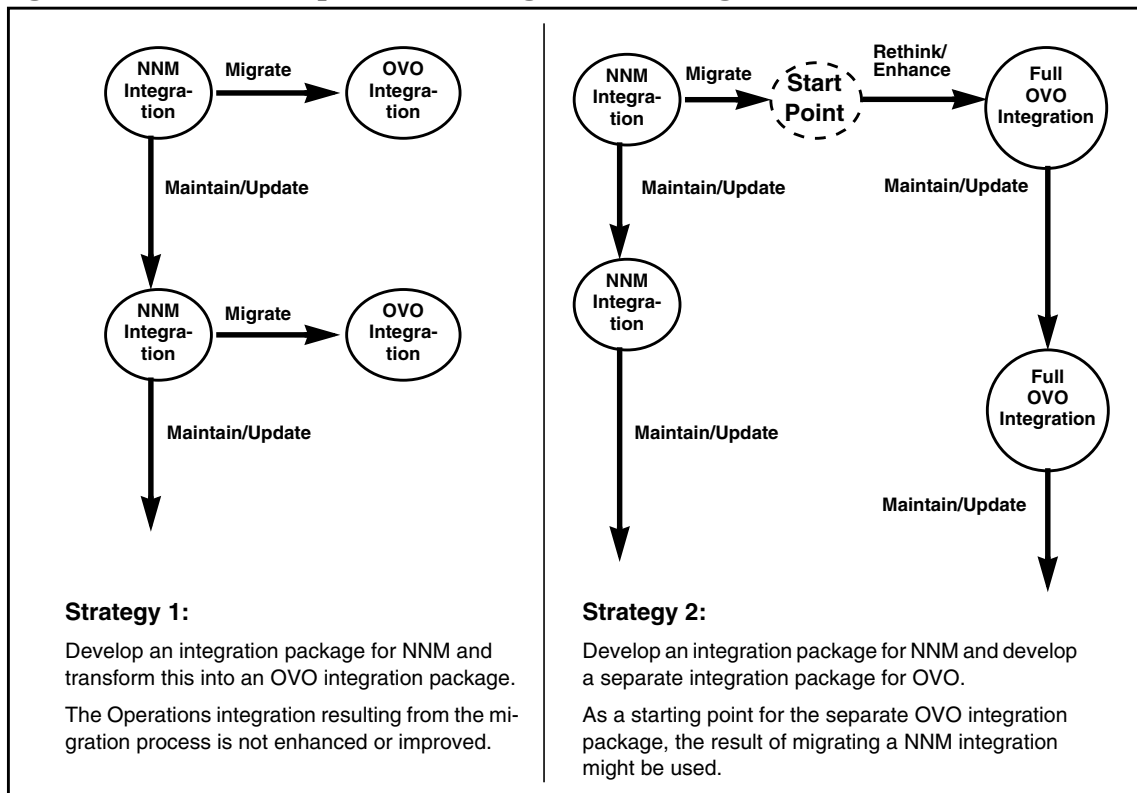 NNM
Integra-
tion
Migrate
OVO
Integra-
tion
Maintain/Update
NNM
Integra-
tion
Migrate
OVO
Integra-
tion
Maintain/Update
Strategy 1:
Develop an integration package for NNM and
transform this into an OVO integration package.
The Operations integration resulting from the mi-
gration process is not enhanced or improved.
NNM
Integra-
tion
Migrate
Start
Point
Rethink/
Enhance
Full
OVO
Integration
Maintain/Update
Maintain/Update
NNM
Integra-
tion
Full
OVO
Integration
Maintain/Update
Maintain/Update
Strategy 2:
Develop an integration package for NNM and develop
a separate integration package for OVO.
As a starting point for the separate OVO integration
package, the result of migrating a NNM integration
might be used.